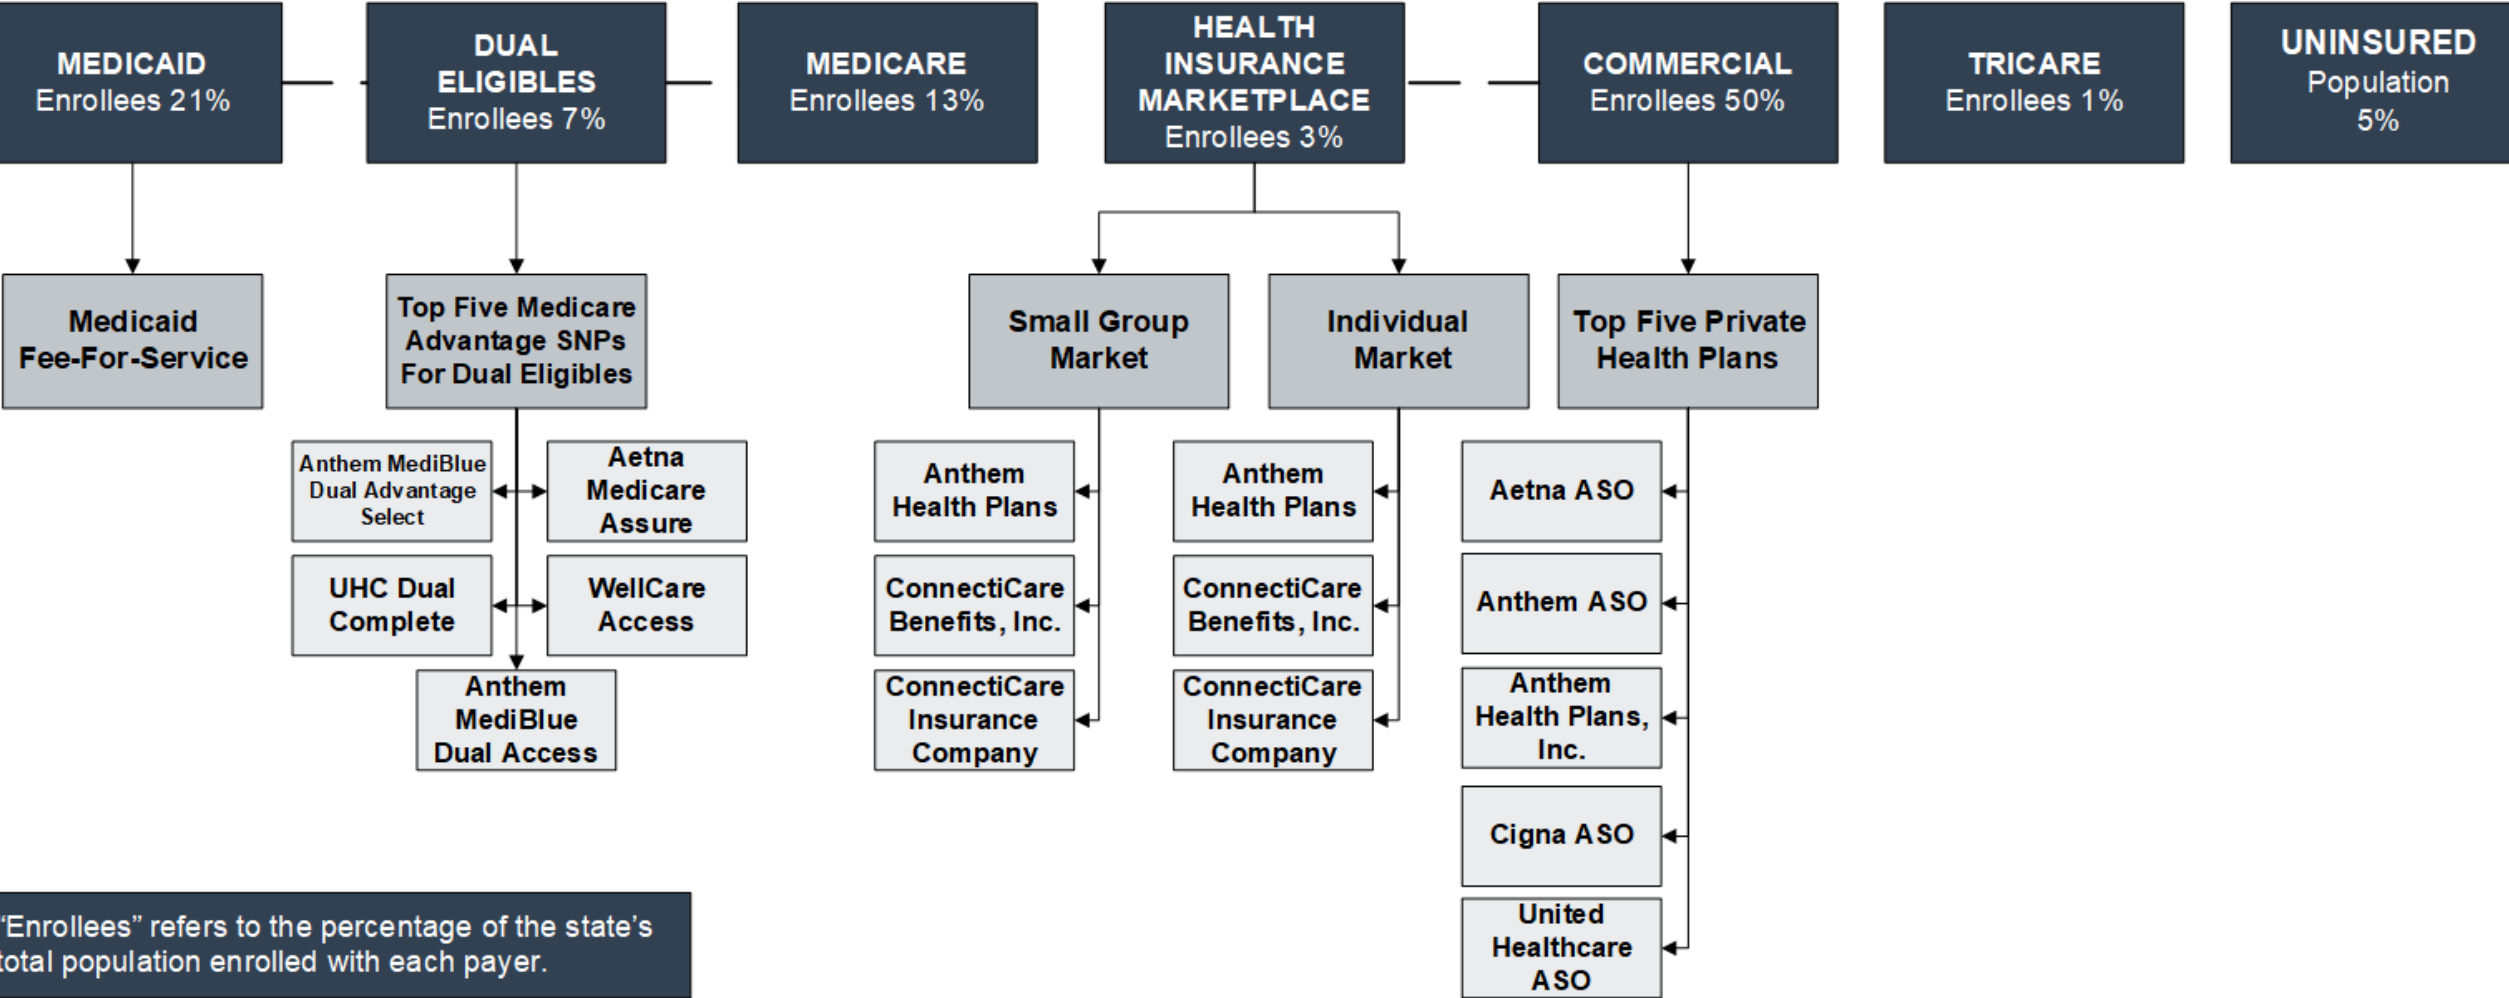 MEDICAID
Enrollees 21%
DUAL
ELIGIBLES
Enrollees 7%
MEDICARE
Enrollees 13%
HEALTH
INSURANCE
MARKETPLACE
Enrollees 3%
COMMERCIAL
Enrollees 50%
TRICARE
Enrollees 1%
UNINSURED
Population
5%
Medicaid
Fee-For-Service
Top Five Medicare
Advantage SNPs
For Dual Eligibles
Small Group
Market
Individual
Market
Top Five Private
Health Plans
Anthem MediBlue
Dual Advantage
Select
Aetna
Medicare
Assure
UHC Dual
Complete
WellCare
Access
Anthem
MediBlue
Dual Access
Anthem
Health Plans
ConnectiCare
Benefits, Inc.
ConnectiCare
Insurance
Company
Anthem
Health Plans
ConnectiCare
Benefits, Inc.
ConnectiCare
Insurance
Company
Aetna ASO
Anthem ASO
Anthem
Health Plans,
Inc.
Cigna ASO
United
Healthcare
ASO
“Enrollees” refers to the percentage of the state’s
total population enrolled with each payer.